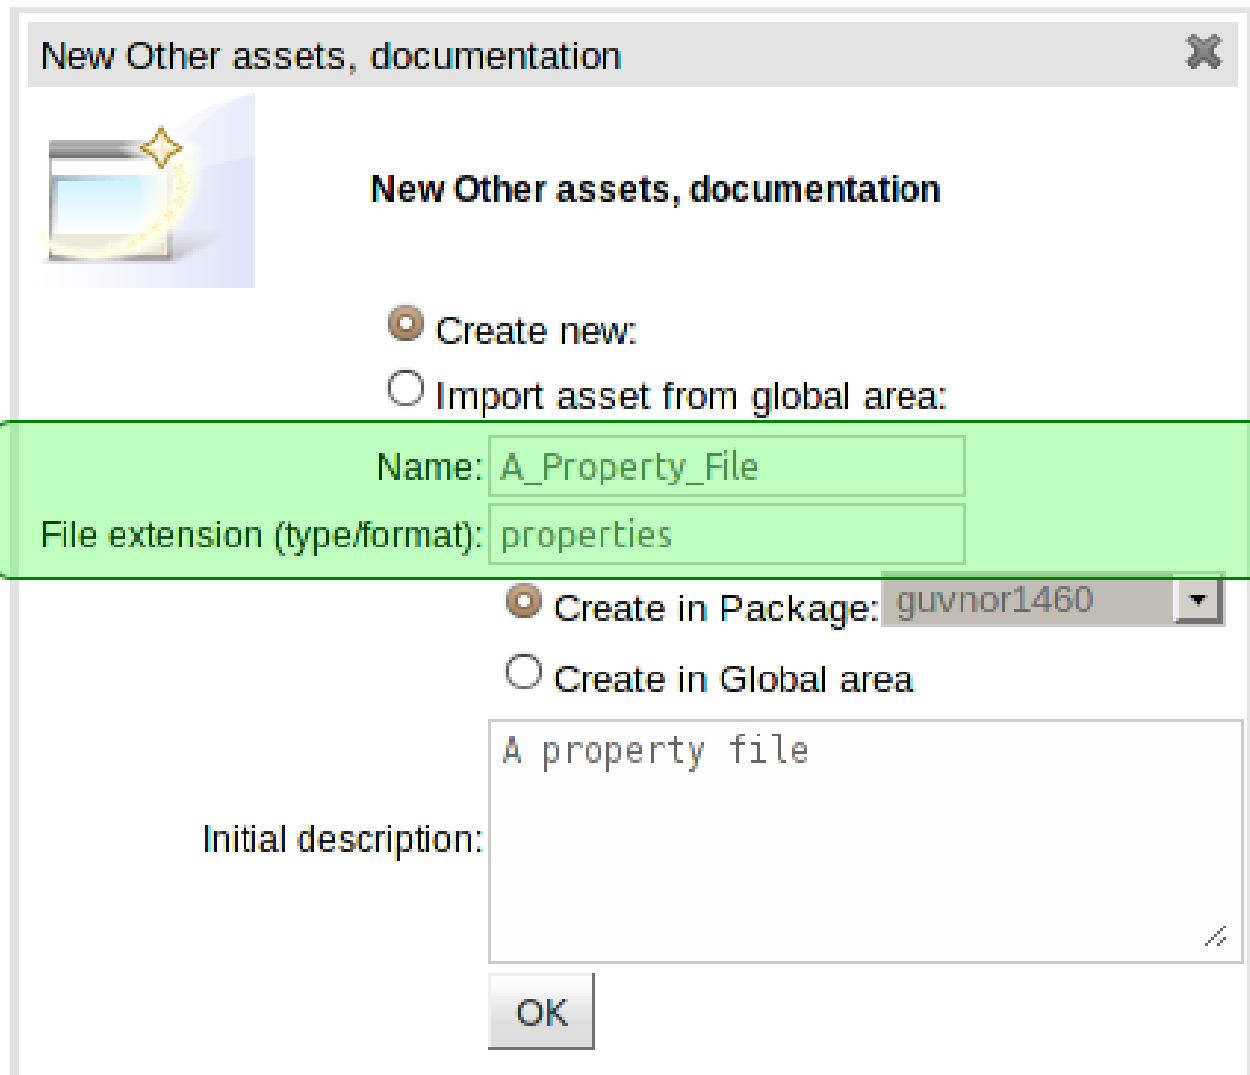 New Other assets, documentation
New Other assets, documentation
Create new:
Import asset from global area:
Name: A_Property_File
File extension (type/format): properties
Create in Package: guvnor1460
Create in Global area
A property file
Initial description:
OK